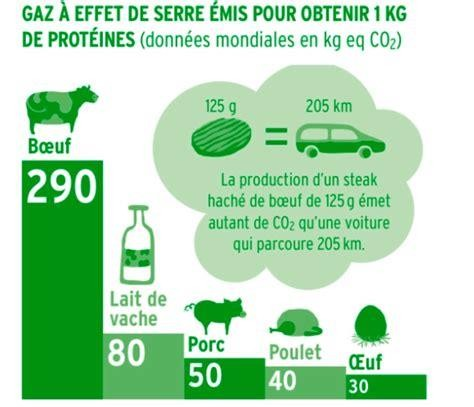 GAZ À EFFET DE SERRE ÉMIS POUR OBTENIR 1 KG
DE PROTÉINES (données mondiales en kg eq CO₂)
125 g
205 km
=
La production d'un steak
haché de bœuf de 125 g émet
autant de CO₂ qu'une voiture
qui parcoure 205 km.
Bœuf
290
Lait de
vache
80
Porc
50
Poulet
40
Œuf
30